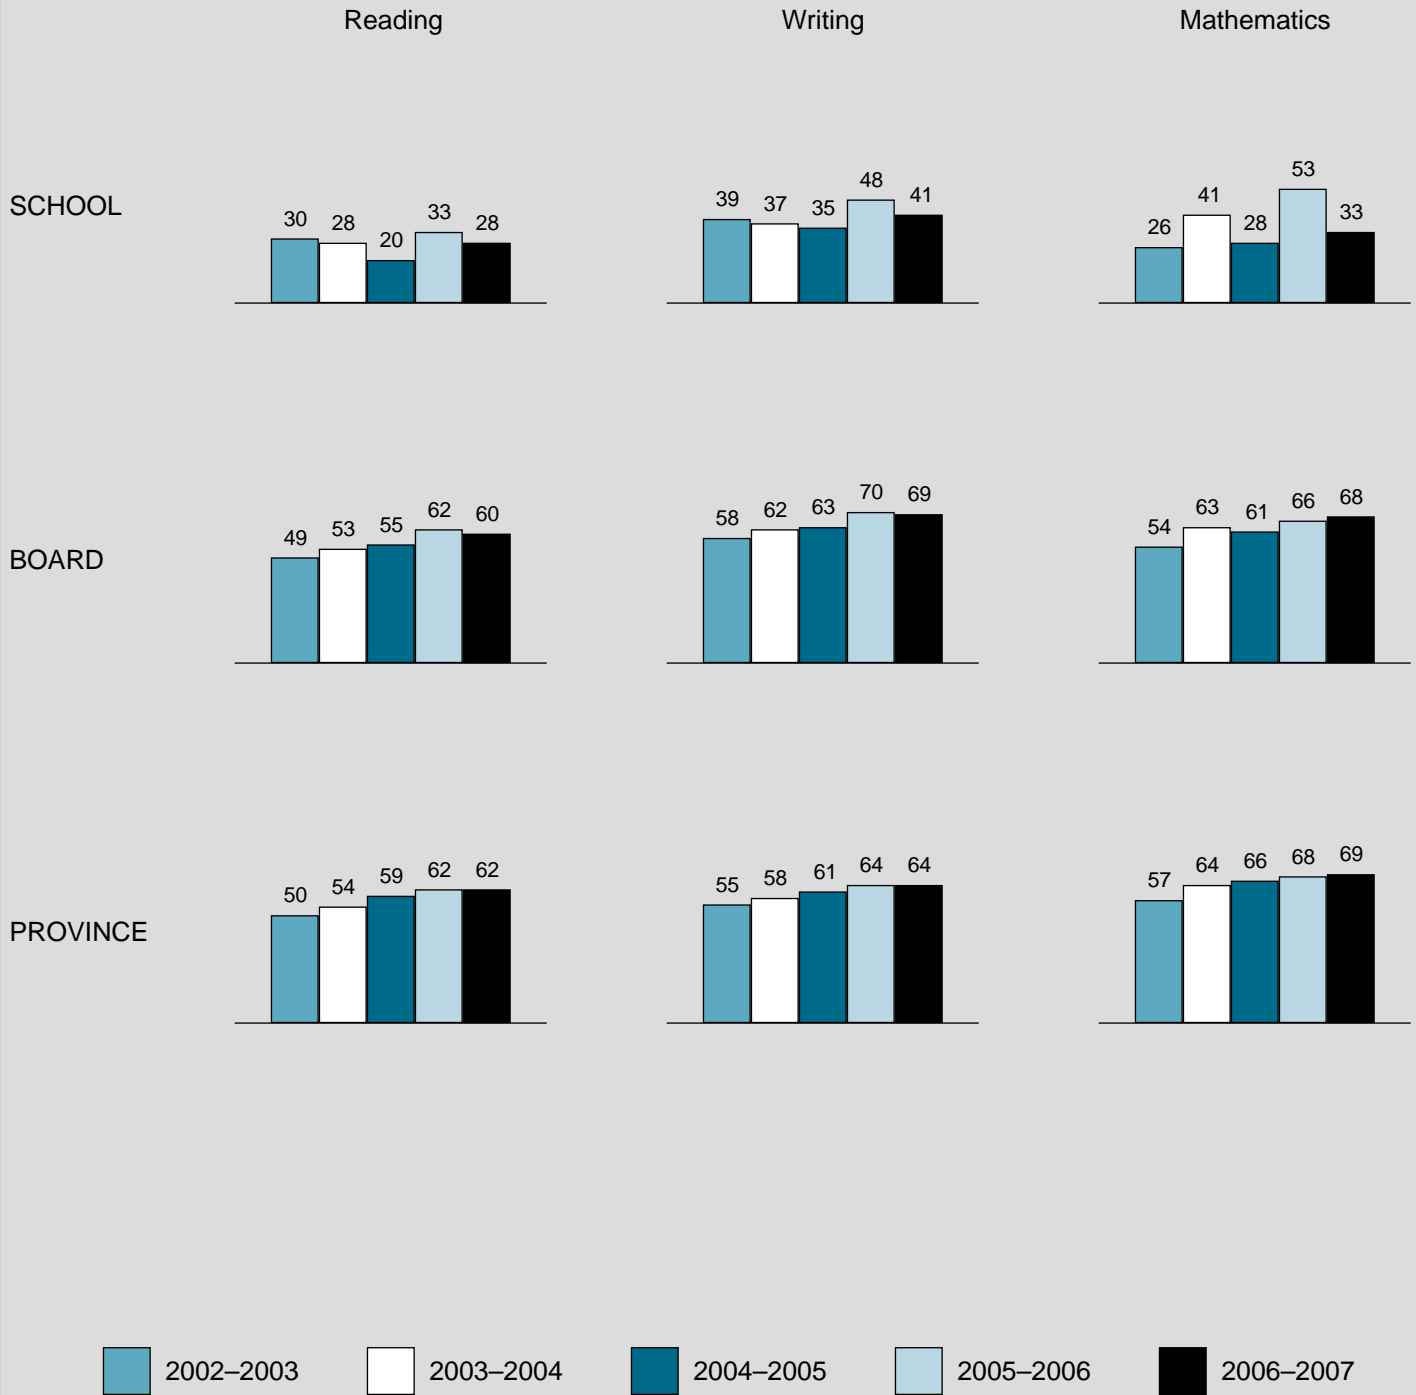 Reading Writing Mathematics
SCHOOL
30 28 20 33 28
39 37 35 48 41
26 41 28 53 33
BOARD
49 53 55 62 60
58 62 63 70 69
54 63 61 66 68
PROVINCE
50 54 59 62 62
55 58 61 64 64
57 64 66 68 69
2002–2003 2003–2004 2004–2005 2005–2006 2006–2007